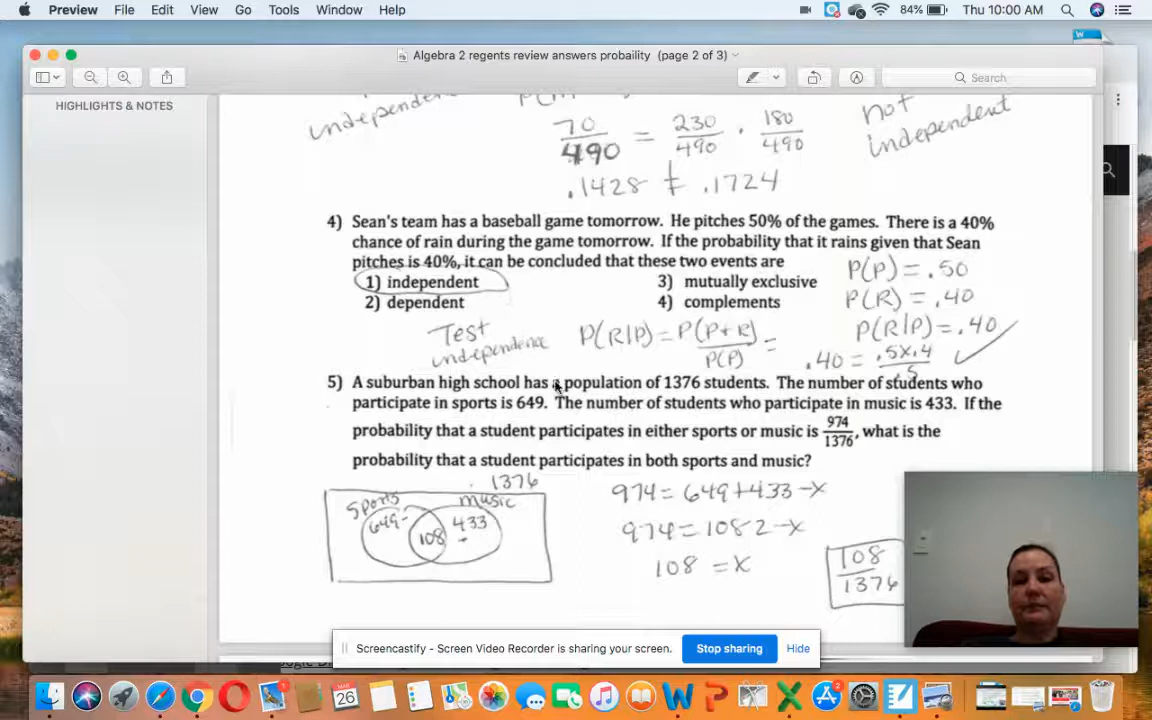 Preview File Edit View Go Tools Window Help
84% Thu 10:00 AM
Algebra 2 regents review answers probaility (page 2 of 3)
Search
HIGHLIGHTS & NOTES
independent
not
independent
70/490 = 230/490 · 180/490
.1428 ≠ .1724
4) Sean's team has a baseball game tomorrow. He pitches 50% of the games. There is a 40%
chance of rain during the game tomorrow. If the probability that it rains given that Sean
pitches is 40%, it can be concluded that these two events are
1) independent 3) mutually exclusive
2) dependent 4) complements
P(P) = .50
P(R) = .40
P(R|P) = .40
Test
independence
P(R|P) = P(P+R)/P(P) =
.40 = .5x.4/.5 ✓
5) A suburban high school has a population of 1376 students. The number of students who
participate in sports is 649. The number of students who participate in music is 433. If the
probability that a student participates in either sports or music is 974/1376, what is the
probability that a student participates in both sports and music?
1376
Sports music
649- 108 433
-
974 = 649+433-x
974 = 1082-x
108 = x
108/1376
Screencastify - Screen Video Recorder is sharing your screen. Stop sharing Hide
MAR
26